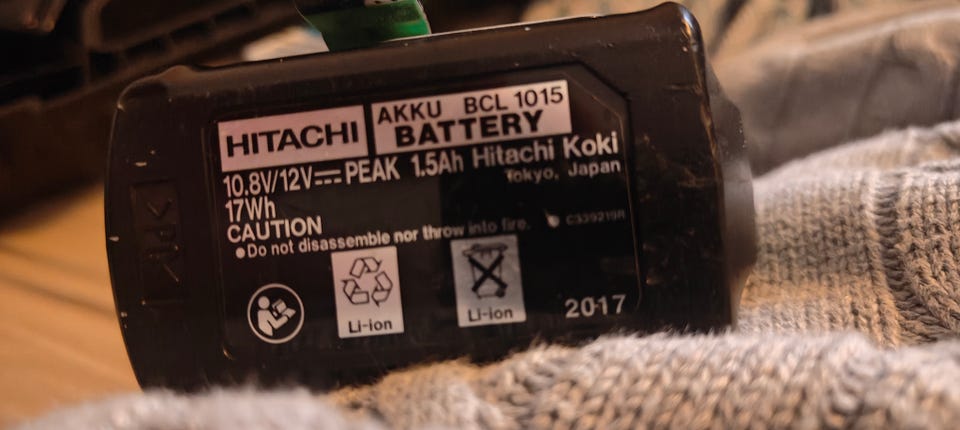 HITACHI
AKKU BCL 1015
BATTERY
10.8V/12V⎓PEAK 1.5Ah Hitachi Koki
Tokyo, Japan
17Wh
CAUTION
●Do not disassemble nor throw into fire.
C339219R
Li-ion
Li-ion
2017